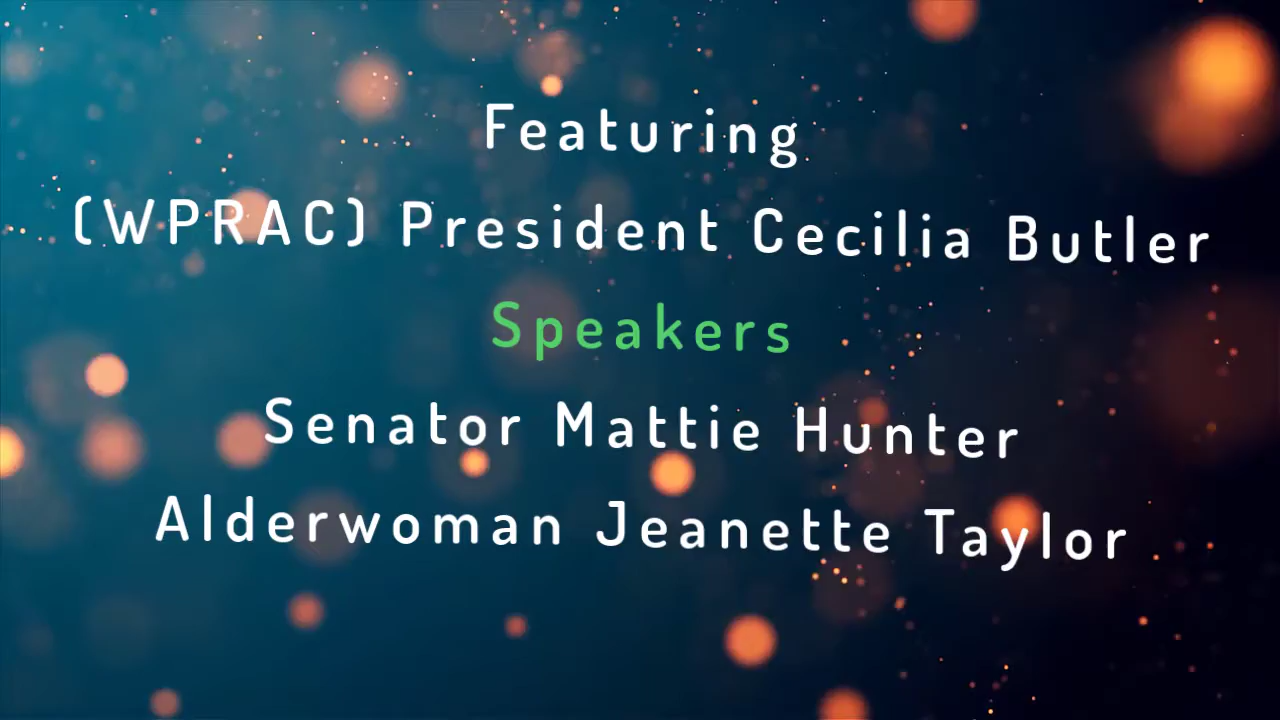 Featuring
(WPRAC) President Cecilia Butler
Speakers
Senator Mattie Hunter
Alderwoman Jeanette Taylor